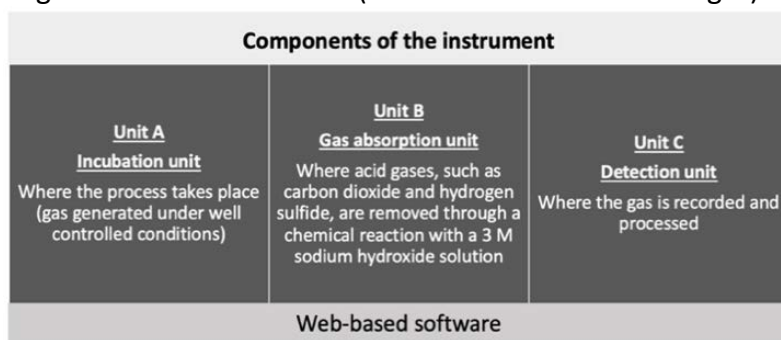 Components of the instrument
Unit A
Incubation unit
Where the process takes place
(gas generated under well
controlled conditions)
Unit B
Gas absorption unit
Where acid gases, such as
carbon dioxide and hydrogen
sulfide, are removed through a
chemical reaction with a 3 M
sodium hydroxide solution
Unit C
Detection unit
Where the gas is recorded and
processed
Web-based software